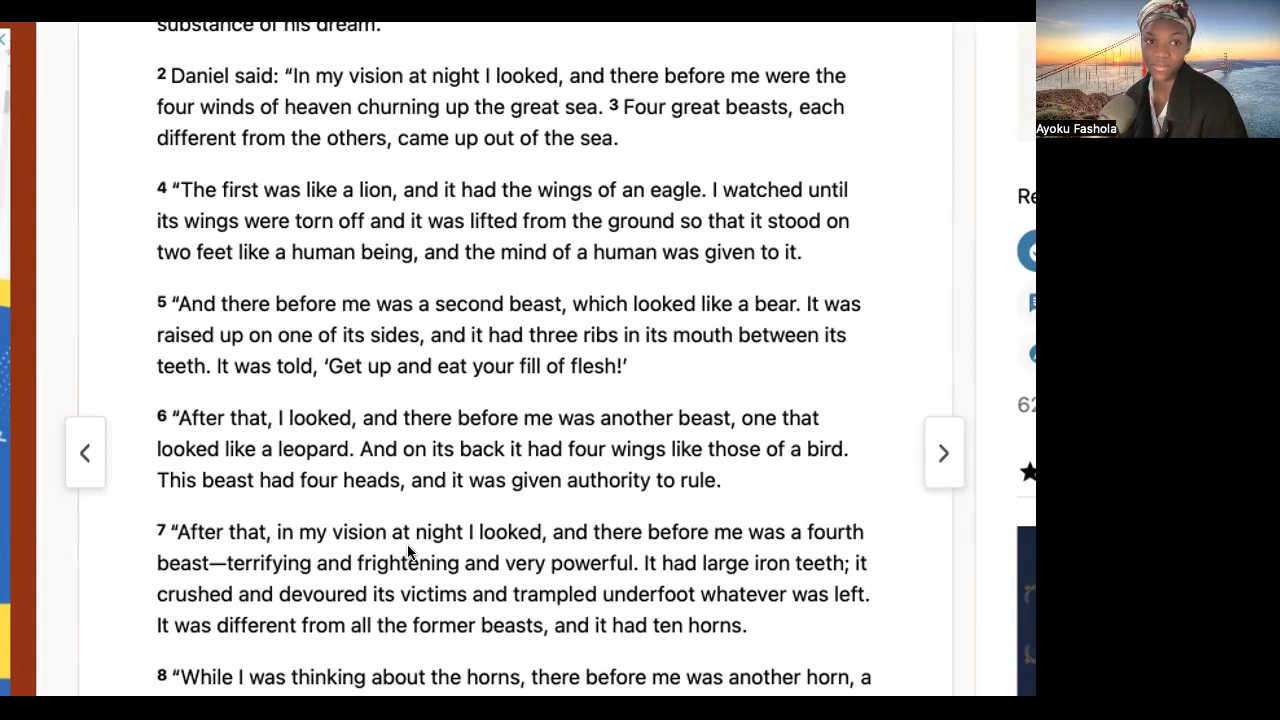 substance of his dream.
2 Daniel said: “In my vision at night I looked, and there before me were the
four winds of heaven churning up the great sea. 3 Four great beasts, each
different from the others, came up out of the sea.
4 “The first was like a lion, and it had the wings of an eagle. I watched until
its wings were torn off and it was lifted from the ground so that it stood on
two feet like a human being, and the mind of a human was given to it.
5 “And there before me was a second beast, which looked like a bear. It was
raised up on one of its sides, and it had three ribs in its mouth between its
teeth. It was told, ‘Get up and eat your fill of flesh!’
6 “After that, I looked, and there before me was another beast, one that
looked like a leopard. And on its back it had four wings like those of a bird.
This beast had four heads, and it was given authority to rule.
7 “After that, in my vision at night I looked, and there before me was a fourth
beast—terrifying and frightening and very powerful. It had large iron teeth; it
crushed and devoured its victims and trampled underfoot whatever was left.
It was different from all the former beasts, and it had ten horns.
8 “While I was thinking about the horns, there before me was another horn, a
Ayoku Fashola